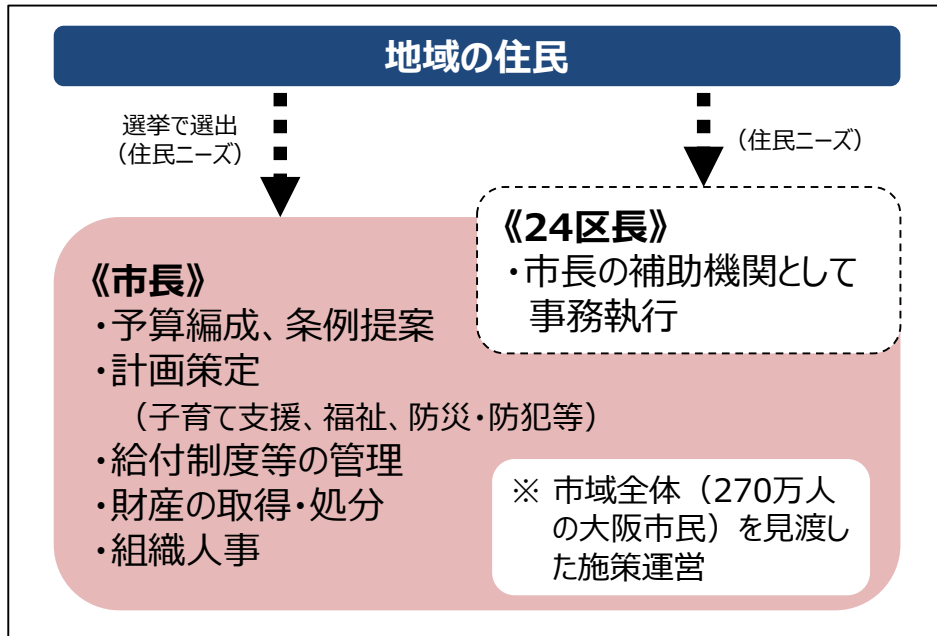 地域の住民
選挙で選出
（住民ニーズ）
（住民ニーズ）
《24区長》
・市長の補助機関として
事務執行
《市長》
・予算編成、条例提案
・計画策定
（子育て支援、福祉、防災・防犯等）
・給付制度等の管理
・財産の取得・処分
・組織人事
※ 市域全体（270万人
の大阪市民）を見渡し
た施策運営